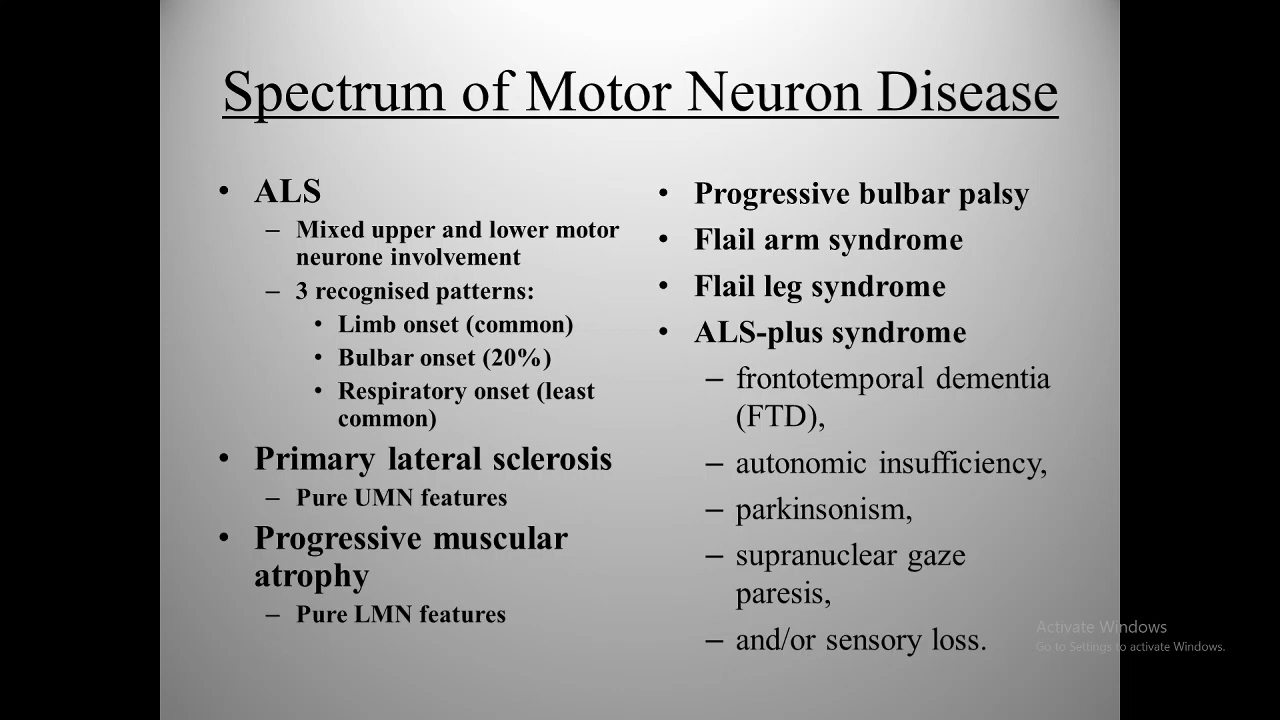 Spectrum of Motor Neuron Disease
• ALS
– Mixed upper and lower motor
neurone involvement
– 3 recognised patterns:
• Limb onset (common)
• Bulbar onset (20%)
• Respiratory onset (least
common)
• Primary lateral sclerosis
– Pure UMN features
• Progressive muscular
atrophy
– Pure LMN features
• Progressive bulbar palsy
• Flail arm syndrome
• Flail leg syndrome
• ALS-plus syndrome
– frontotemporal dementia
(FTD),
– autonomic insufficiency,
– parkinsonism,
– supranuclear gaze
paresis,
– and/or sensory loss.
Activate Windows
Go to Settings to activate Windows.